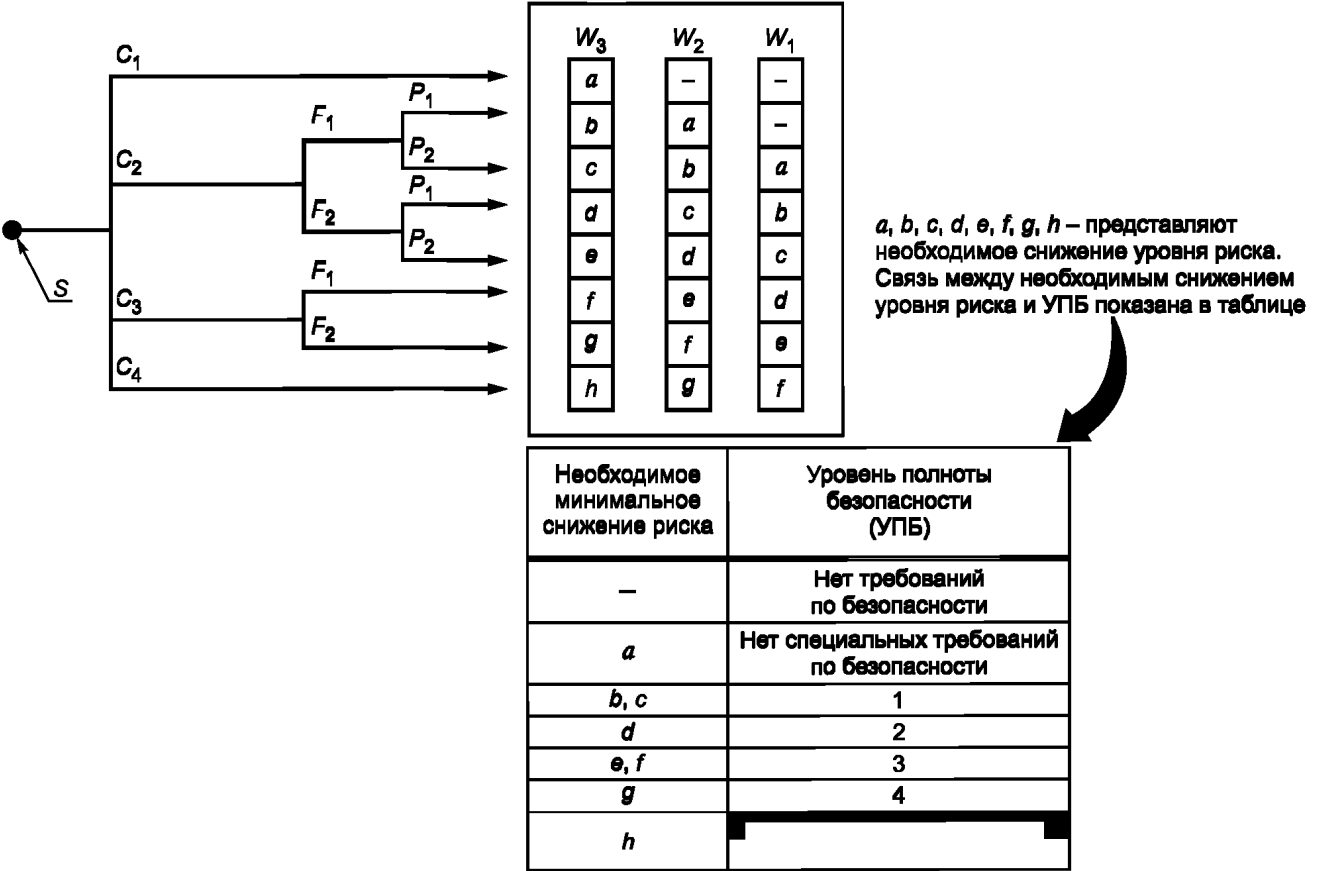 C1
C2
C3
C4
S
F1
F2
F1
F2
P1
P2
P1
P2
W3 W2 W1
a – –
b a –
c b a
d c b
e d c
f e d
g f e
h g f
a, b, c, d, e, f, g, h – представляют
необходимое снижение уровня риска.
Связь между необходимым снижением
уровня риска и УПБ показана в таблице
Необходимое
минимальное
снижение риска
Уровень полноты
безопасности
(УПБ)
–
Нет требований
по безопасности
a
Нет специальных требований
по безопасности
b, c 1
d 2
e, f 3
g 4
h